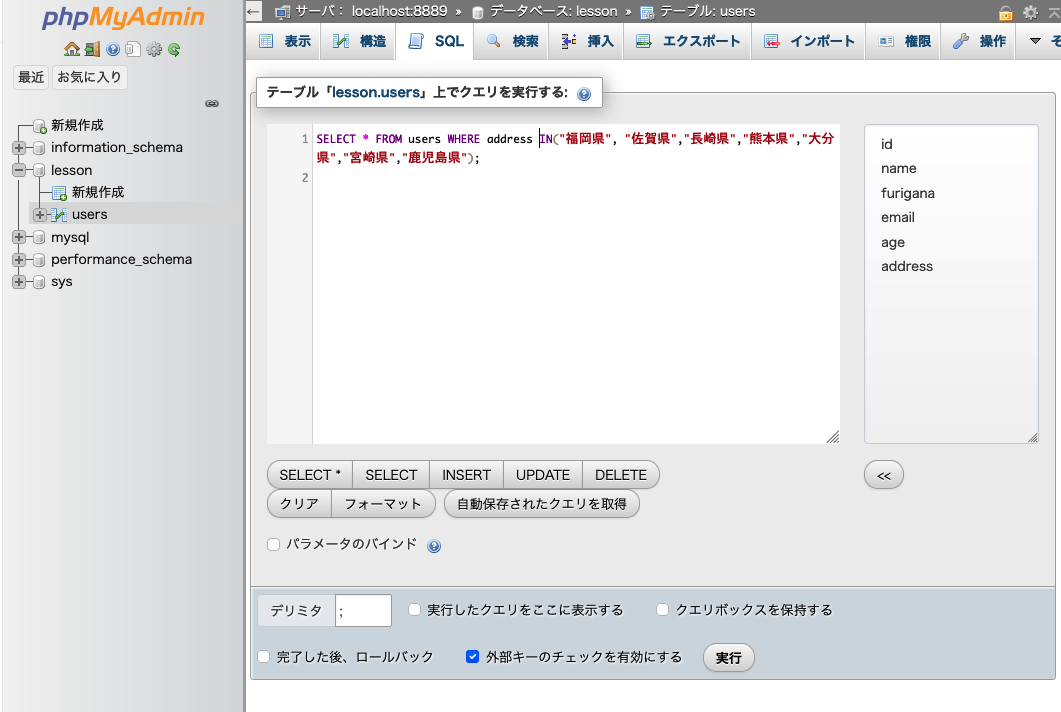 phpMyAdmin
最近 お気に入り
新規作成
information_schema
lesson
新規作成
users
mysql
performance_schema
sys
サーバ: localhost:8889 » データベース: lesson » テーブル: users
表示 構造 SQL 検索 挿入 エクスポート インポート 権限 操作
テーブル「lesson.users」上でクエリを実行する:
1 SELECT * FROM users WHERE address IN("福岡県", "佐賀県","長崎県","熊本県","大分
県","宮崎県","鹿児島県");
2
id
name
furigana
email
age
address
SELECT * SELECT INSERT UPDATE DELETE <<
クリア フォーマット 自動保存されたクエリを取得
パラメータのバインド
デリミタ ; 実行したクエリをここに表示する クエリボックスを保持する
完了した後、ロールバック 外部キーのチェックを有効にする 実行